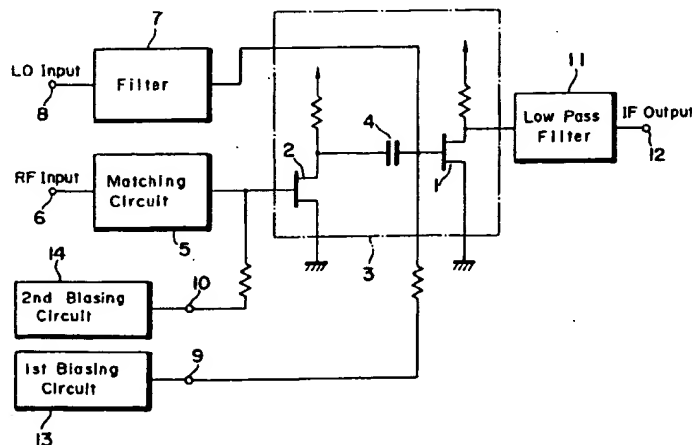 7
LO Input
8
Filter
4
11
Low Pass
Filter
IF Output
12
2
1
RF Input
6
Matching
Circuit
5
3
14
2nd Biasing
Circuit
10
1st Biasing
Circuit
9
13